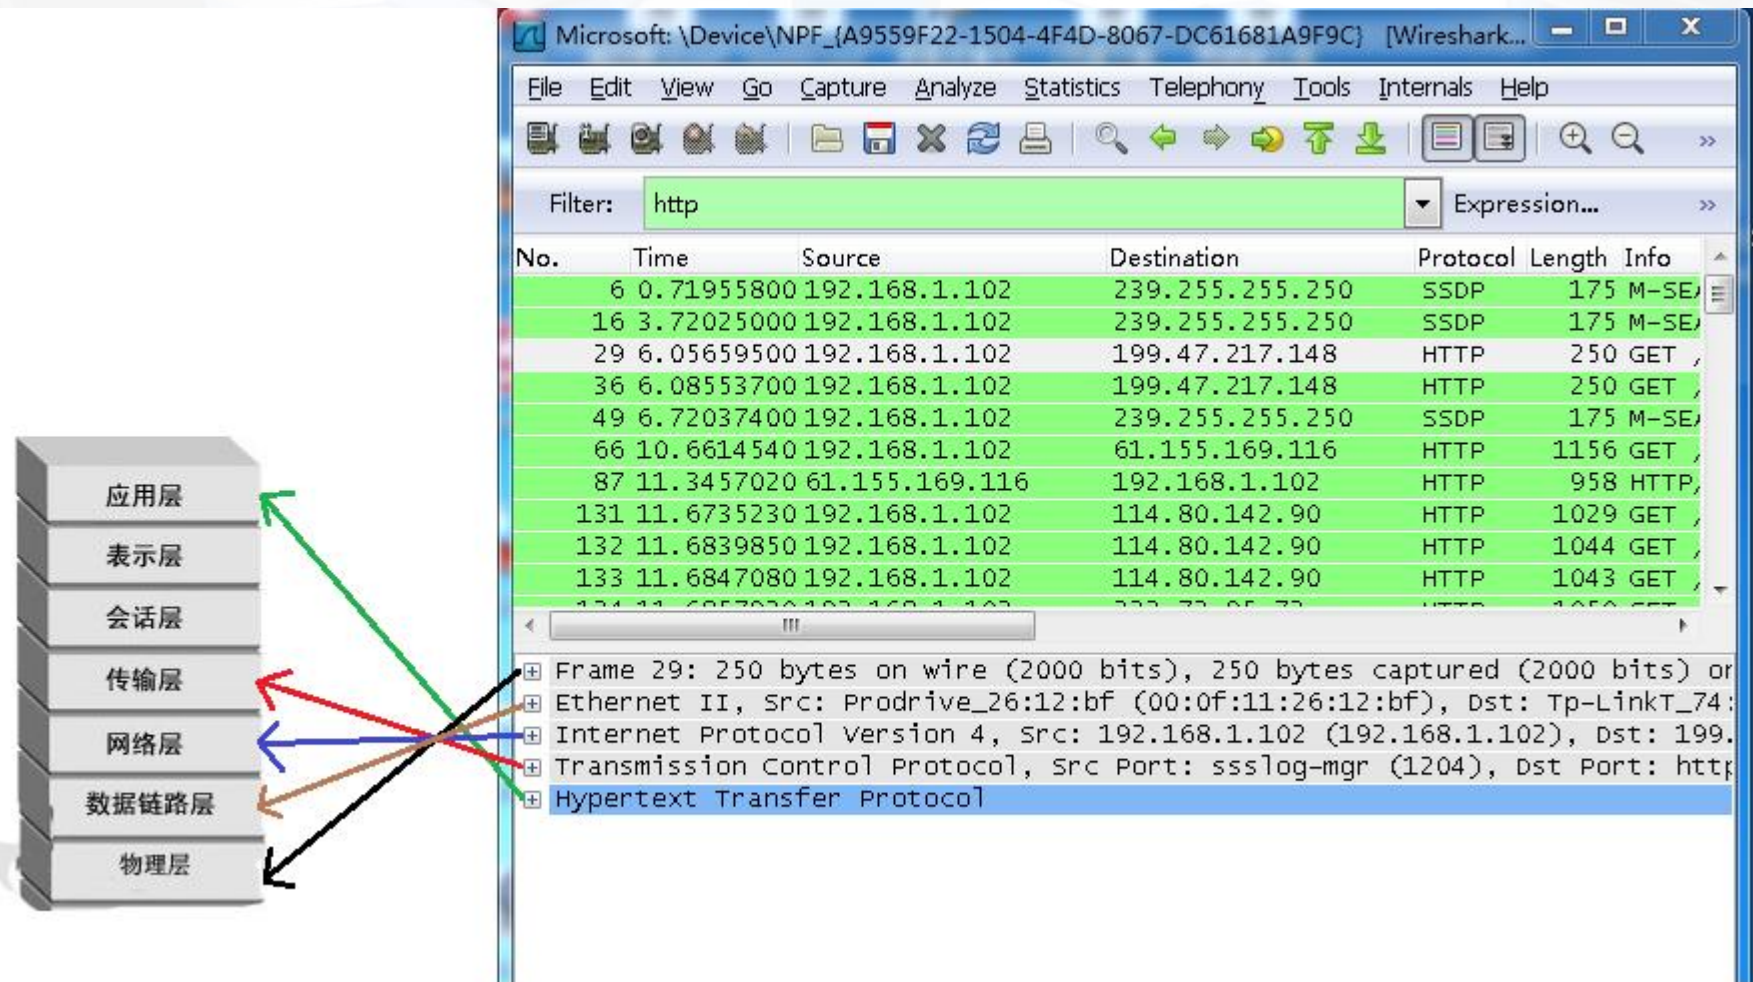 Microsoft: \Device\NPF_{A9559F22-1504-4F4D-8067-DC61681A9F9C} [Wireshark...
File Edit View Go Capture Analyze Statistics Telephony Tools Internals Help
Filter: http Expression...
No. Time Source Destination Protocol Length Info
6 0.71955800 192.168.1.102 239.255.255.250 SSDP 175 M-SEA
16 3.72025000 192.168.1.102 239.255.255.250 SSDP 175 M-SEA
29 6.05659500 192.168.1.102 199.47.217.148 HTTP 250 GET /
36 6.08553700 192.168.1.102 199.47.217.148 HTTP 250 GET /
49 6.72037400 192.168.1.102 239.255.255.250 SSDP 175 M-SEA
66 10.6614540 192.168.1.102 61.155.169.116 HTTP 1156 GET /
87 11.3457020 61.155.169.116 192.168.1.102 HTTP 958 HTTP/
131 11.6735230 192.168.1.102 114.80.142.90 HTTP 1029 GET /
132 11.6839850 192.168.1.102 114.80.142.90 HTTP 1044 GET /
133 11.6847080 192.168.1.102 114.80.142.90 HTTP 1043 GET /
Frame 29: 250 bytes on wire (2000 bits), 250 bytes captured (2000 bits) on
Ethernet II, Src: Prodrive_26:12:bf (00:0f:11:26:12:bf), Dst: Tp-LinkT_74:
Internet Protocol Version 4, Src: 192.168.1.102 (192.168.1.102), Dst: 199.
Transmission Control Protocol, Src Port: ssslog-mgr (1204), Dst Port: http
Hypertext Transfer Protocol
应用层
表示层
会话层
传输层
网络层
数据链路层
物理层